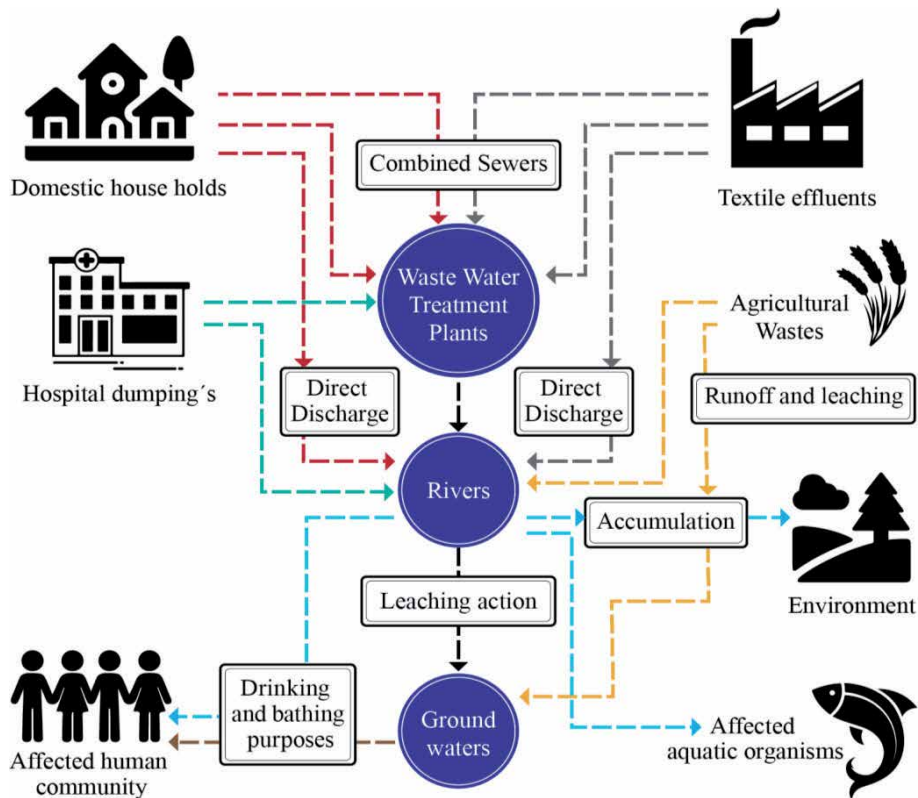 Domestic house holds
Combined Sewers
Textile effluents
Waste Water
Treatment
Plants
Agricultural
Wastes
Hospital dumping´s
Direct
Discharge
Direct
Discharge
Runoff and leaching
Rivers
Accumulation
Leaching action
Environment
Drinking
and bathing
purposes
Ground
waters
Affected human
community
Affected
aquatic organisms